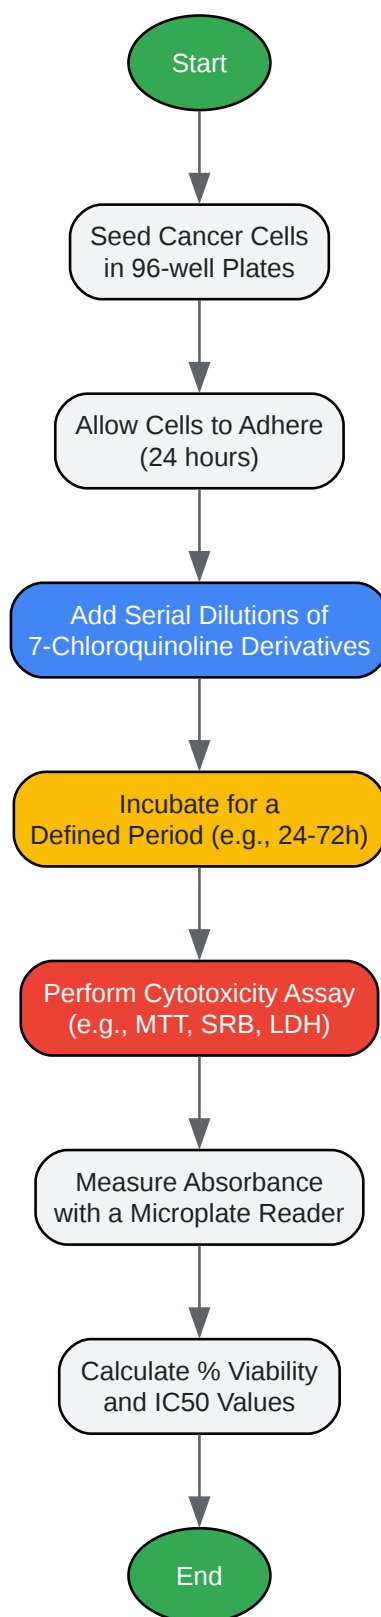 Start
Seed Cancer Cells
in 96-well Plates
Allow Cells to Adhere
(24 hours)
Add Serial Dilutions of
7-Chloroquinoline Derivatives
Incubate for a
Defined Period (e.g., 24-72h)
Perform Cytotoxicity Assay
(e.g., MTT, SRB, LDH)
Measure Absorbance
with a Microplate Reader
Calculate % Viability
and IC50 Values
End